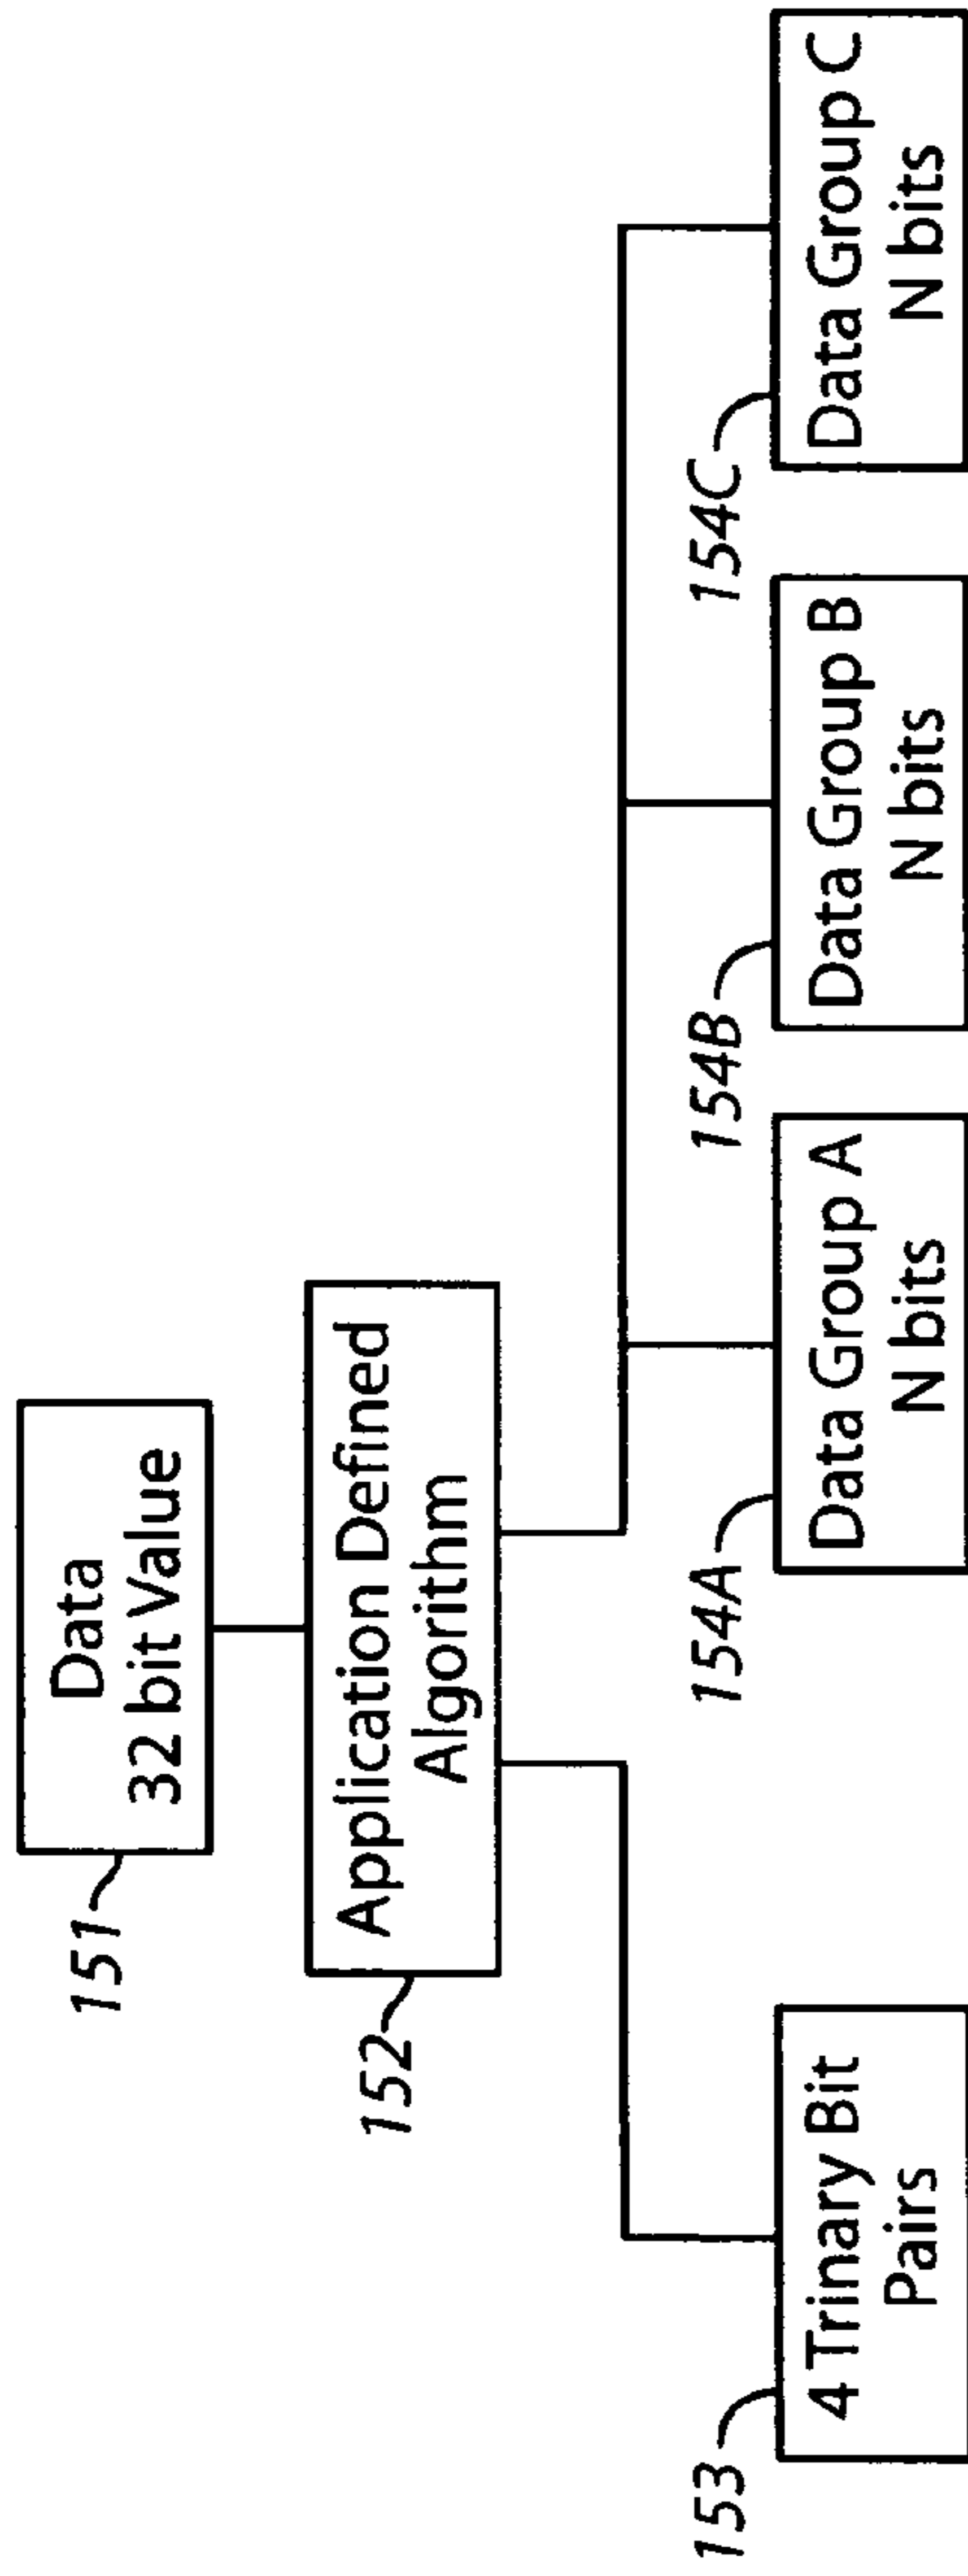 151
Data
32 bit Value
152
Application Defined
Algorithm
153
4 Trinary Bit
Pairs
154A
Data Group A
N bits
154B
Data Group B
N bits
154C
Data Group C
N bits